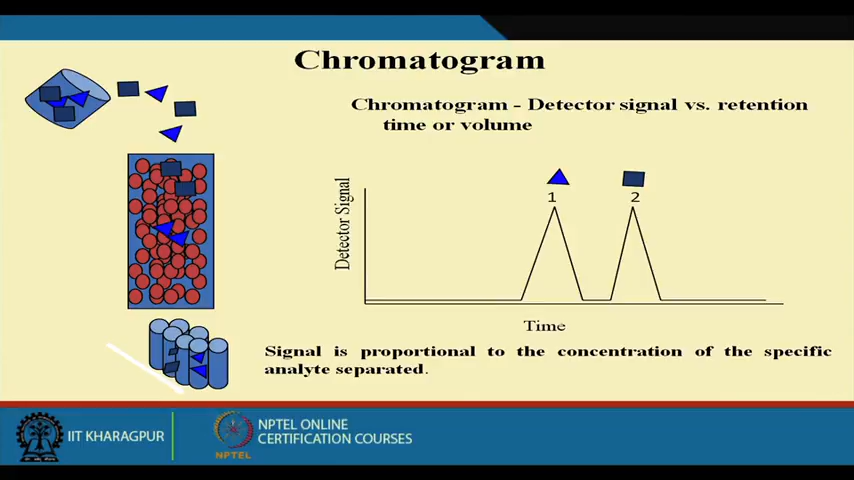 Chromatogram
Chromatogram - Detector signal vs. retention
time or volume
1
2
Detector Signal
Time
Signal is proportional to the concentration of the specific
analyte separated.
IIT KHARAGPUR
NPTEL
NPTEL ONLINE
CERTIFICATION COURSES